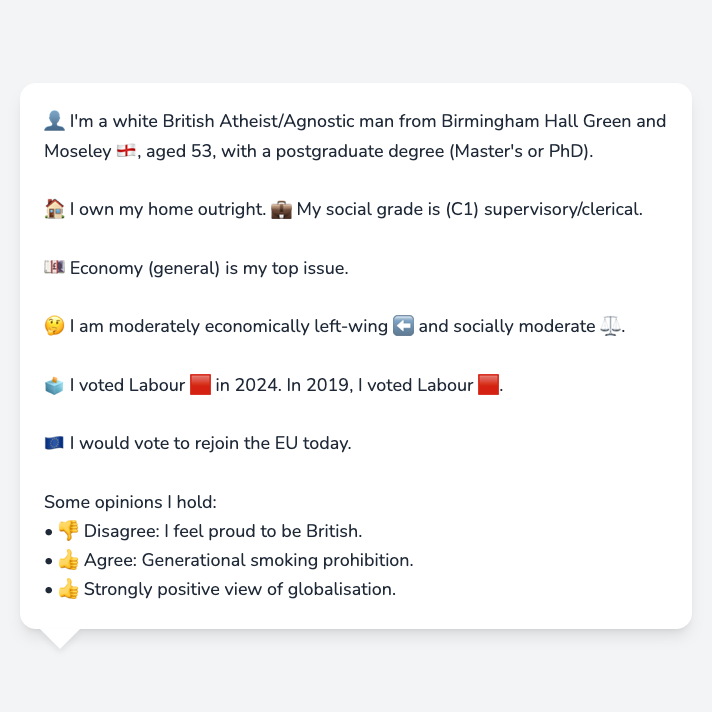 👤 I'm a white British Atheist/Agnostic man from Birmingham Hall Green and
Moseley 🏴󠁧󠁢󠁥󠁮󠁧󠁿, aged 53, with a postgraduate degree (Master's or PhD).
🏠 I own my home outright. 💼 My social grade is (C1) supervisory/clerical.
💷 Economy (general) is my top issue.
🤔 I am moderately economically left-wing ⬅️ and socially moderate ⚖️.
🗳️ I voted Labour 🟥 in 2024. In 2019, I voted Labour 🟥.
🇪🇺 I would vote to rejoin the EU today.
Some opinions I hold:
• 👎 Disagree: I feel proud to be British.
• 👍 Agree: Generational smoking prohibition.
• 👍 Strongly positive view of globalisation.